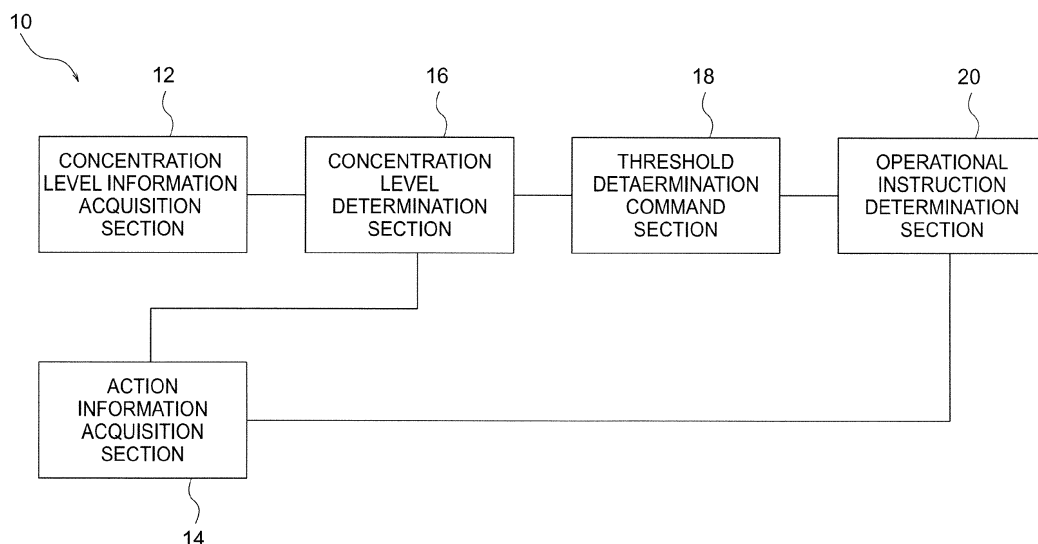 10
12
16
18
20
CONCENTRATION
LEVEL INFORMATION
ACQUISITION
SECTION
CONCENTRATION
LEVEL
DETERMINATION
SECTION
THRESHOLD
DETAERMINATION
COMMAND
SECTION
OPERATIONAL
INSTRUCTION
DETERMINATION
SECTION
ACTION
INFORMATION
ACQUISITION
SECTION
14